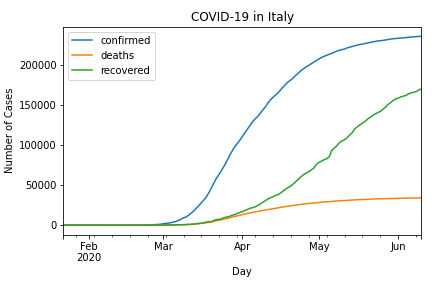 COVID-19 in Italy
confirmed
deaths
recovered
200000
150000
100000
50000
0
Number of Cases
Feb
2020
Mar
Apr
May
Jun
Day